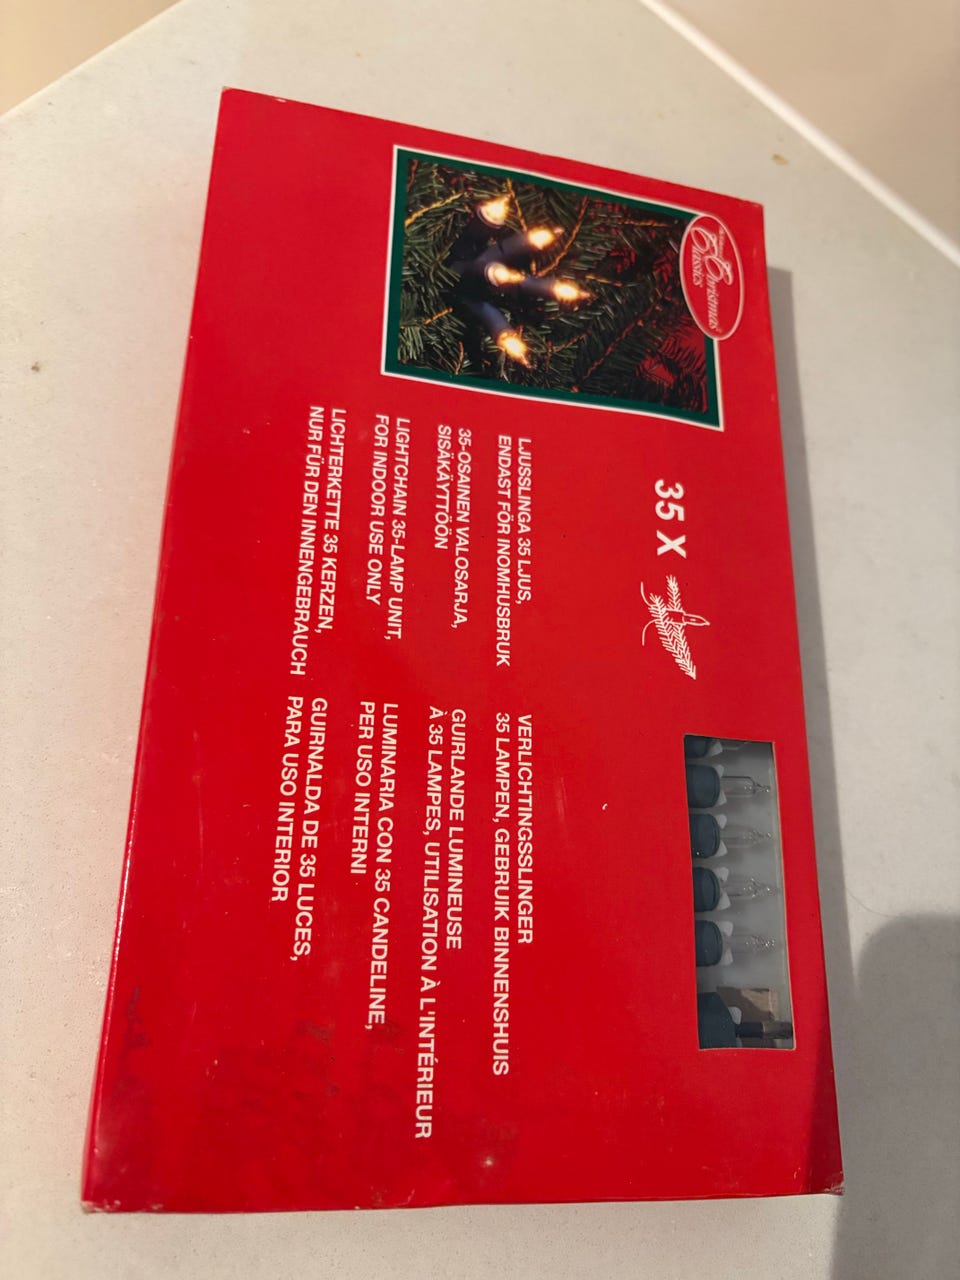 Christmas
Classics
35 X
LJUSSLINGA 35 LJUS,
ENDAST FÖR INOMHUSBRUK
35-OSAINEN VALOSARJA,
SISÄKÄYTTÖÖN
LIGHTCHAIN 35-LAMP UNIT,
FOR INDOOR USE ONLY
LICHTERKETTE 35 KERZEN,
NUR FÜR DEN INNENGEBRAUCH
VERLICHTINGSSLINGER
35 LAMPEN, GEBRUIK BINNENSHUIS
GUIRLANDE LUMINEUSE
À 35 LAMPES, UTILISATION À L'INTÉRIEUR
LUMINARIA CON 35 CANDELINE,
PER USO INTERNI
GUIRNALDA DE 35 LUCES,
PARA USO INTERIOR